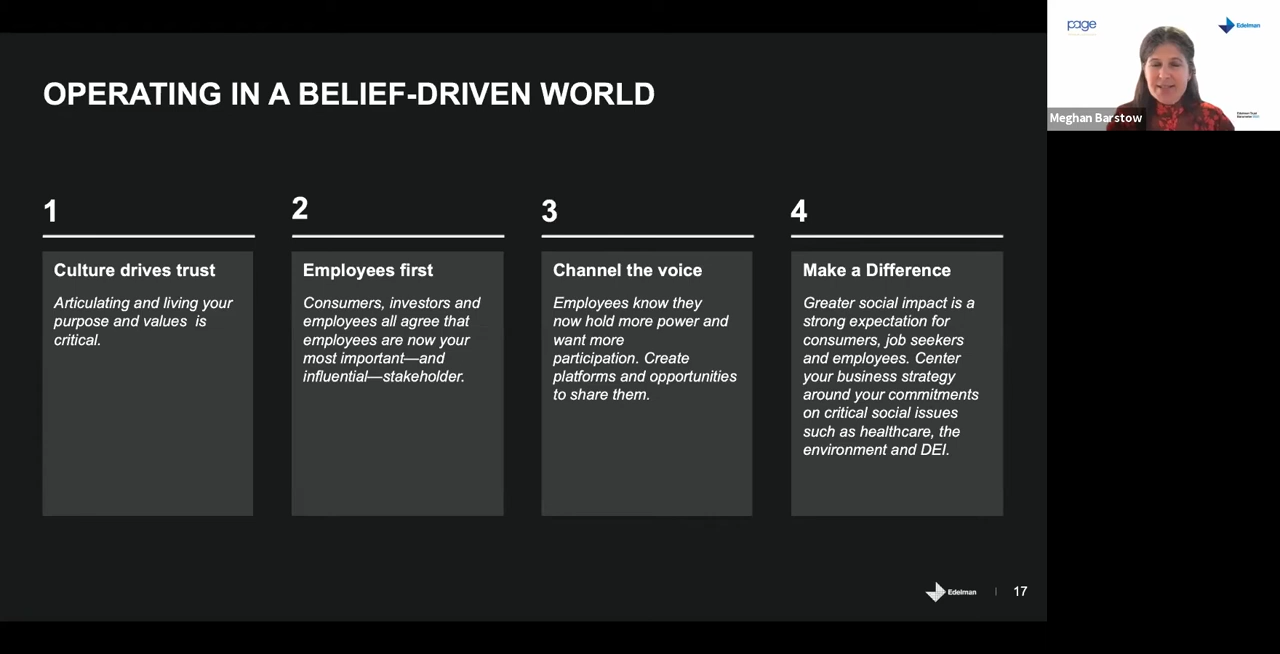 OPERATING IN A BELIEF-DRIVEN WORLD
1
Culture drives trust
Articulating and living your
purpose and values is
critical.
2
Employees first
Consumers, investors and
employees all agree that
employees are now your
most important—and
influential—stakeholder.
3
Channel the voice
Employees know they
now hold more power and
want more
participation. Create
platforms and opportunities
to share them.
4
Make a Difference
Greater social impact is a
strong expectation for
consumers, job seekers
and employees. Center
your business strategy
around your commitments
on critical social issues
such as healthcare, the
environment and DEI.
Edelman | 17
page
Edelman
Meghan Barstow
Edelman Trust
Barometer